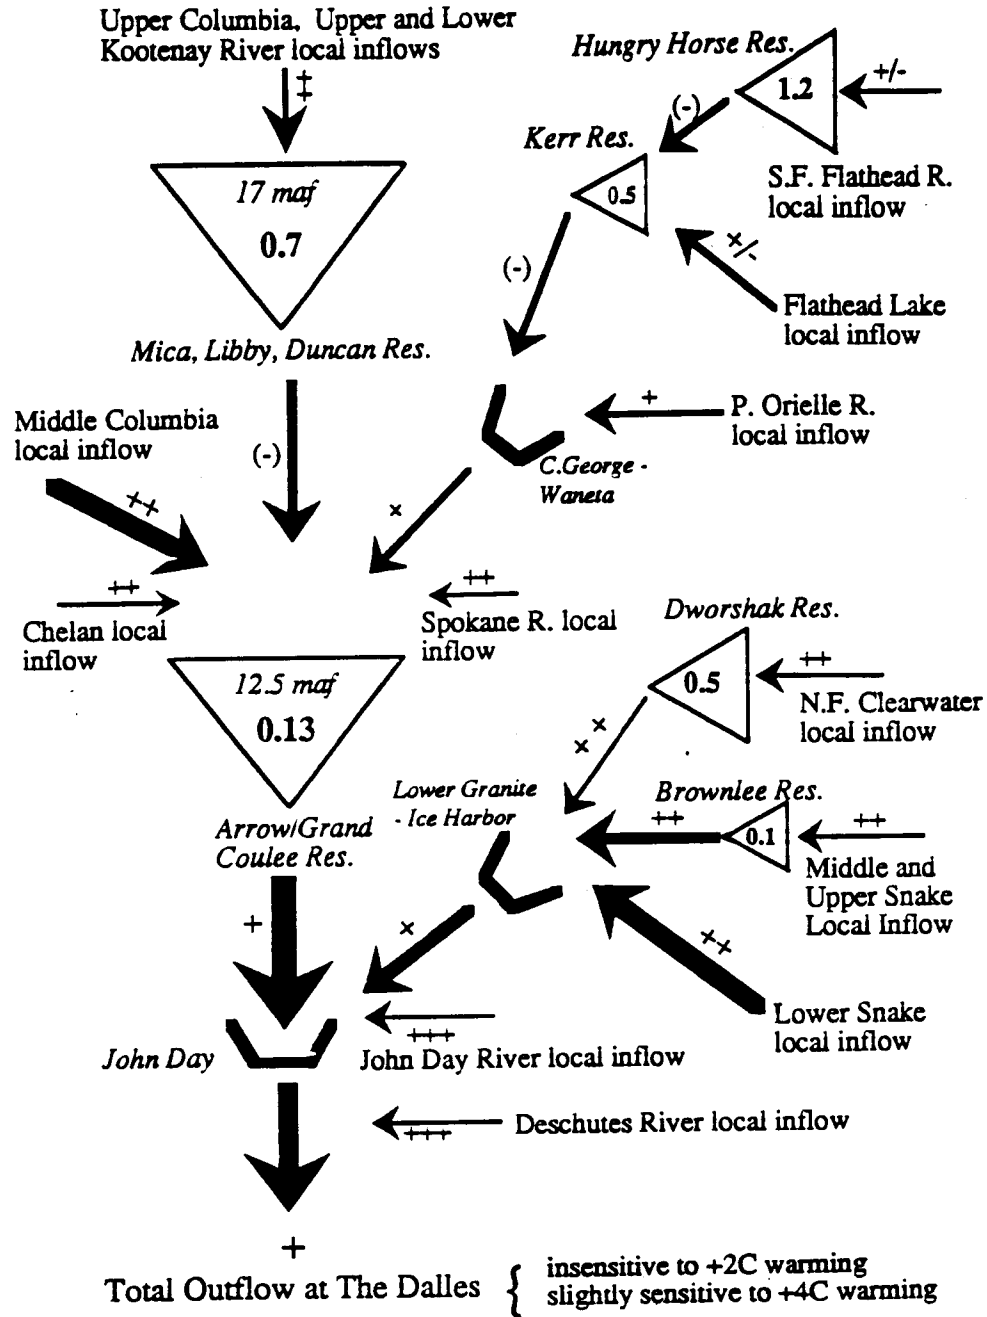 Upper Columbia, Upper and Lower
Kootenay River local inflows
++
17 maf
0.7
Mica, Libby, Duncan Res.
(-)
Hungry Horse Res.
1.2
+/-
S.F. Flathead R.
local inflow
(-)
Kerr Res.
0.5
+/-
Flathead Lake
local inflow
(-)
+
P. Orielle R.
local inflow
C.George -
Waneta
+
Middle Columbia
local inflow
++
++
Chelan local
inflow
++
Spokane R. local
inflow
12.5 maf
0.13
Arrow/Grand
Coulee Res.
+
Dworshak Res.
0.5
++
N.F. Clearwater
local inflow
++
Lower Granite
- Ice Harbor
Brownlee Res.
++
0.1
++
Middle and
Upper Snake
Local Inflow
++
Lower Snake
local inflow
+
John Day
+++
John Day River local inflow
+++
Deschutes River local inflow
+
Total Outflow at The Dalles {
insensitive to +2C warming
slightly sensitive to +4C warming